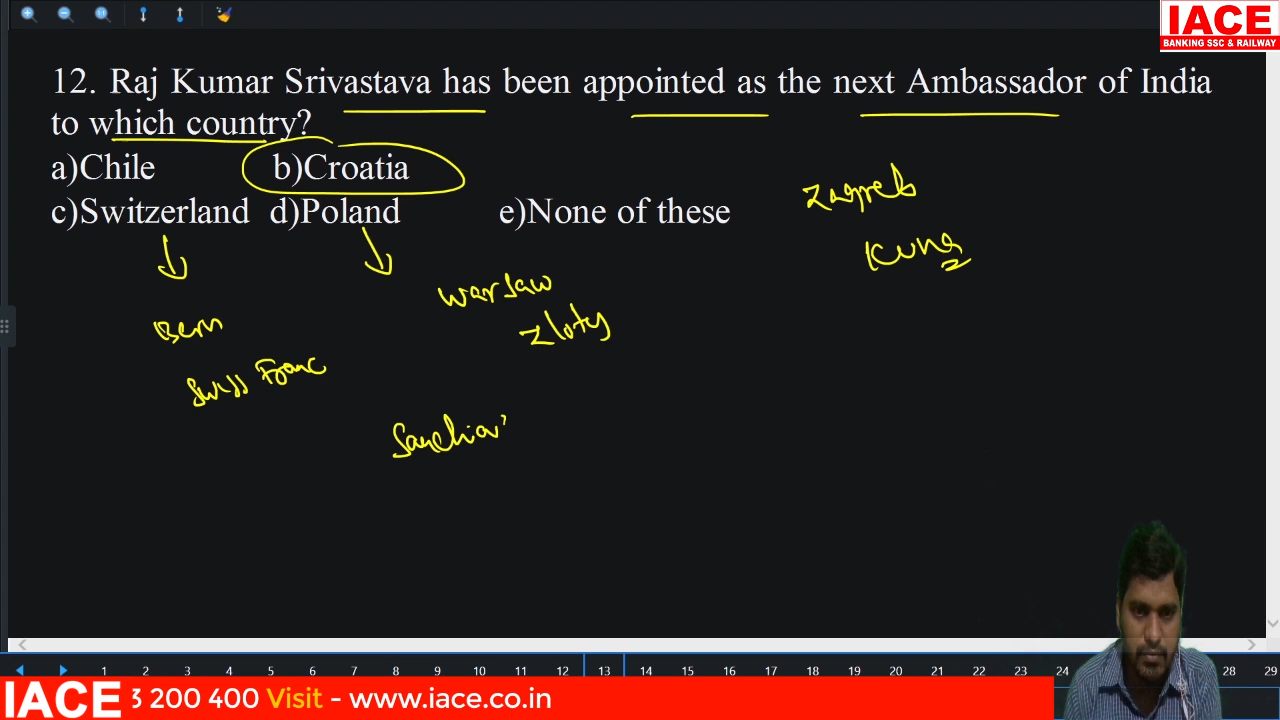 IACE
BANKING SSC & RAILWAY
12. Raj Kumar Srivastava has been appointed as the next Ambassador of India
to which country?
a)Chile b)Croatia
c)Switzerland d)Poland e)None of these
Zagreb
Kuna
Warsaw
Zloty
Bern
Swiss Franc
1 2 3 4 5 6 7 8 9 10 11 12 13 14 15 16 17 18 19 20 21 22 23 24 28 29
IACE 3 200 400 Visit - www.iace.co.in